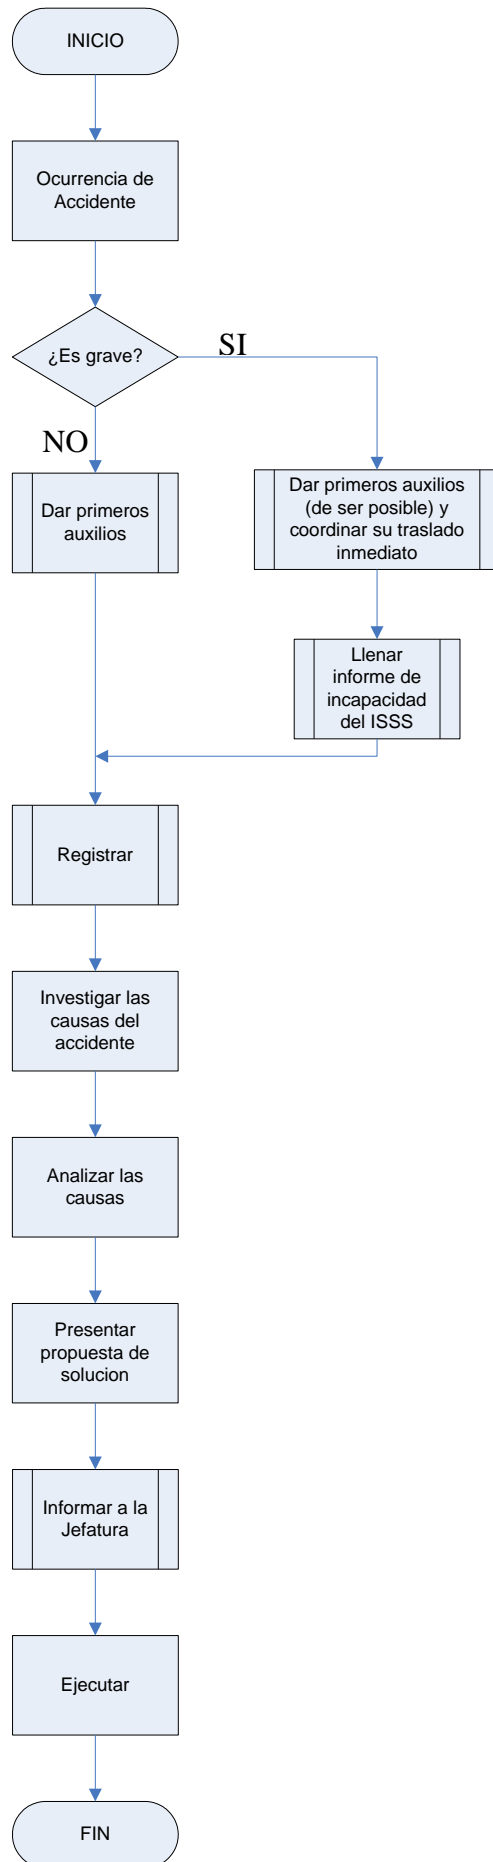 INICIO
Ocurrencia de
Accidente
¿Es grave?
SI
NO
Dar primeros
auxilios
Dar primeros auxilios
(de ser posible) y
coordinar su traslado
inmediato
Llenar
informe de
incapacidad
del ISSS
Registrar
Investigar las
causas del
accidente
Analizar las
causas
Presentar
propuesta de
solucion
Informar a la
Jefatura
Ejecutar
FIN